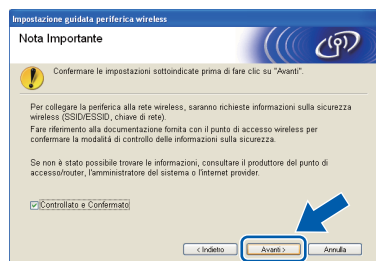 Impostazione guidata periferica wireless
Nota Importante
Confermare le impostazioni sottoindicate prima di fare clic su "Avanti".
Per collegare la periferica alla rete wireless, saranno richieste informazioni sulla sicurezza
wireless (SSID/ESSID, chiave di rete).
Fare riferimento alla documentazione fornita con il punto di accesso wireless per
confermare la modalitá di controllo delle informazioni sulla sicurezza.
Se non è stato possibile trovare le informazioni, consultare il produttore del punto di
accesso/router, l'amministratore del sistema o l'internet provider.
Controllato e Confermato
< Indietro
Avanti >
Annulla